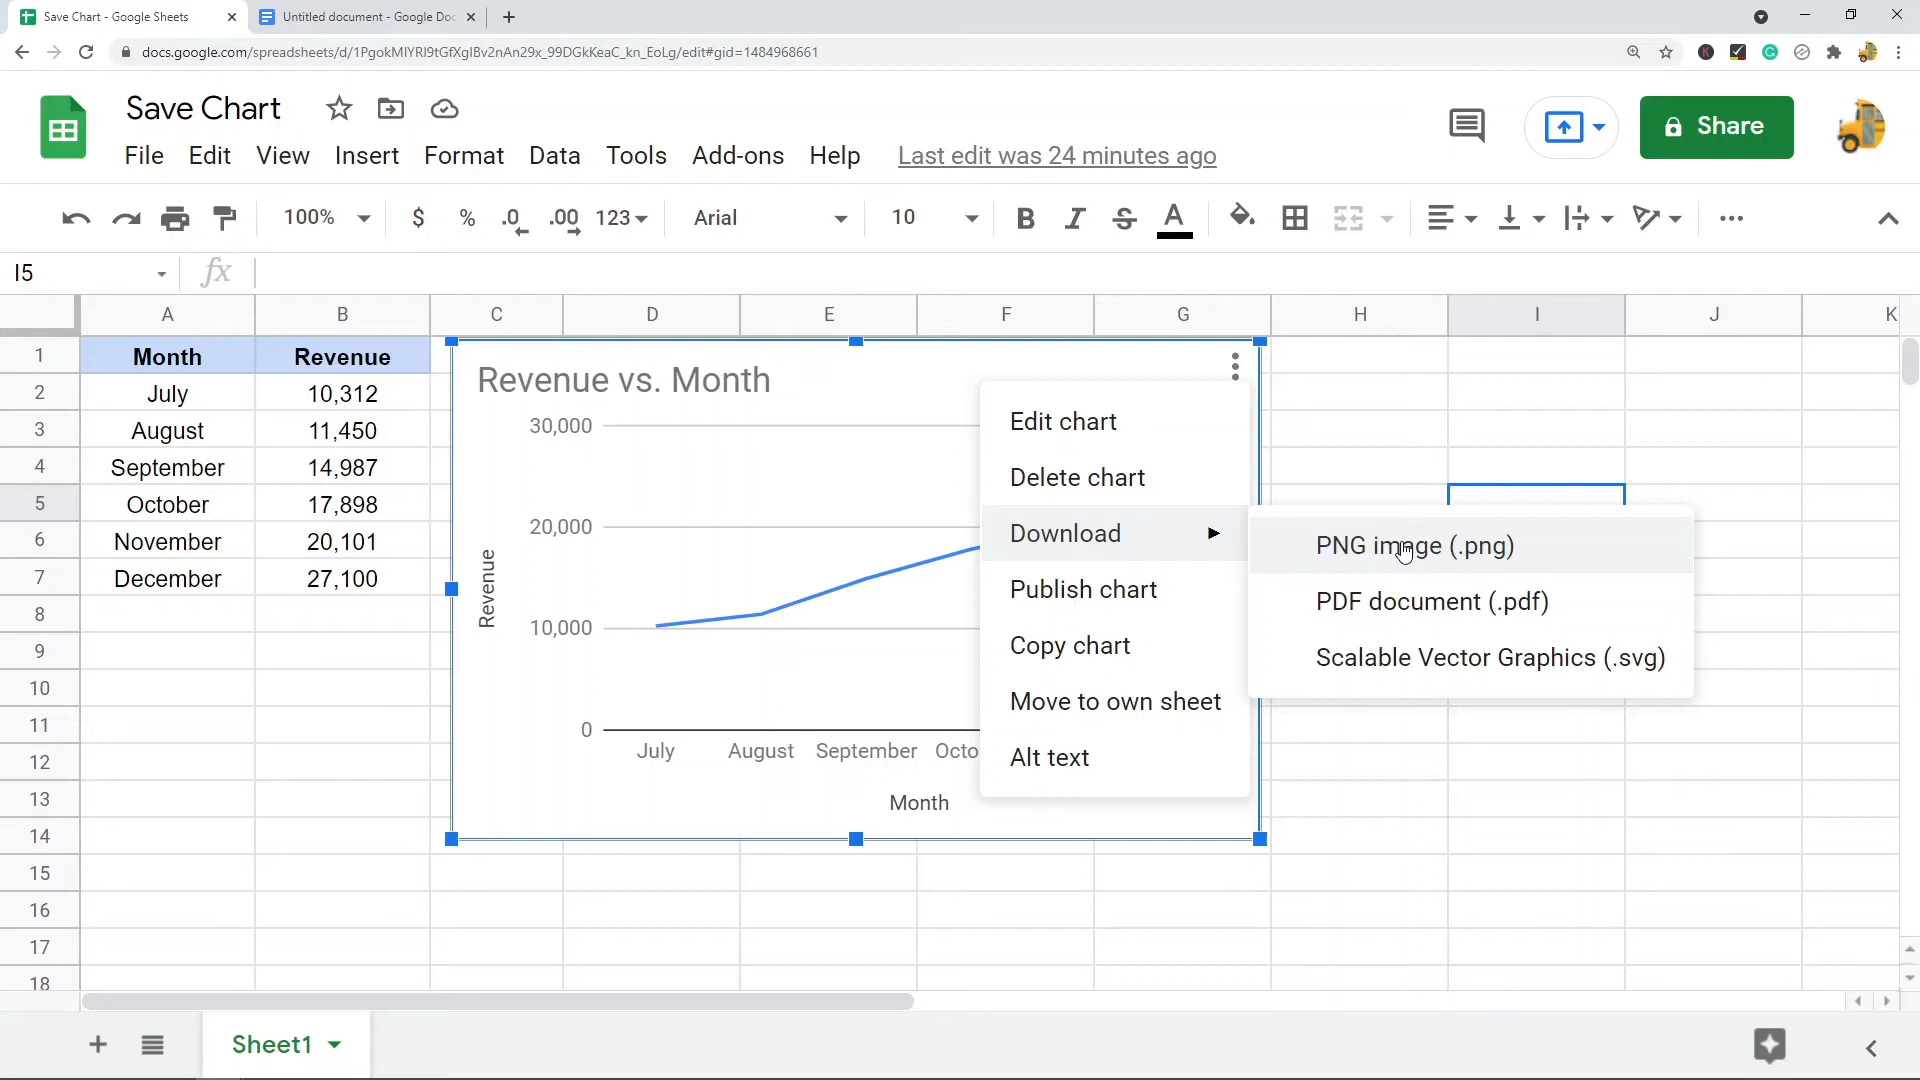 Save Chart - Google Sheets
Untitled document - Google Doc
docs.google.com/spreadsheets/d/1PgokMIYRI9tGfXgIBv2nAn29x_99DGkKeaC_kn_EoLg/edit#gid=1484968661
Save Chart
Share
File Edit View Insert Format Data Tools Add-ons Help Last edit was 24 minutes ago
100% $ % .0 .00 123 Arial 10 B I S A
I5 fx
A B C D E F G H I J K
1 Month Revenue
2 July 10,312
3 August 11,450
4 September 14,987
5 October 17,898
6 November 20,101
7 December 27,100
8
9
10
11
12
13
14
15
16
17
18
Revenue vs. Month
30,000
20,000
10,000
0
Revenue
July August September Octo
Month
Edit chart
Delete chart
Download
Publish chart
Copy chart
Move to own sheet
Alt text
PNG image (.png)
PDF document (.pdf)
Scalable Vector Graphics (.svg)
Sheet1